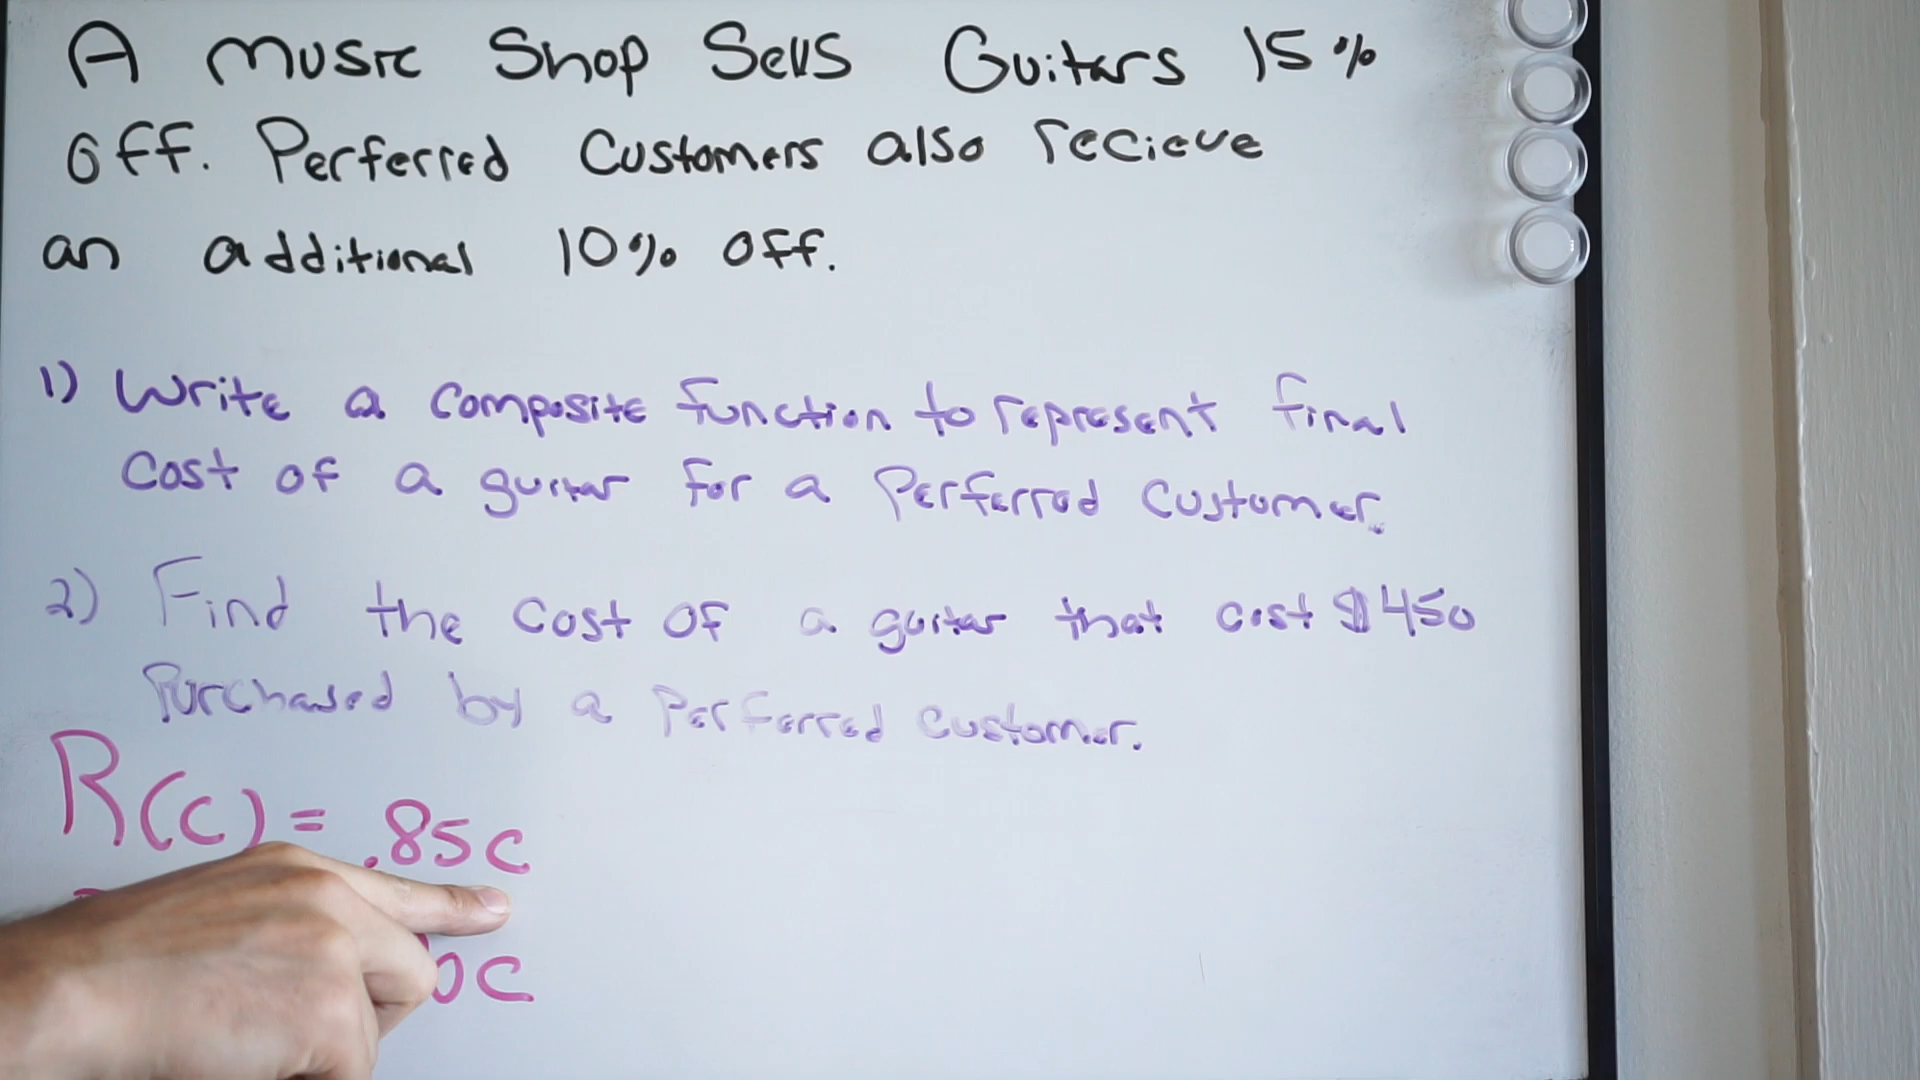 A Music Shop Sells Guitars 15%
Off. Perferred Customers also recieve
an additional 10% Off.
1) Write a composite function to represent final
Cost of a guitar for a Perferred Customer.
2) Find the cost of a guitar that cost $450
Purchased by a Perferred customer.
R(c) = .85c
0c